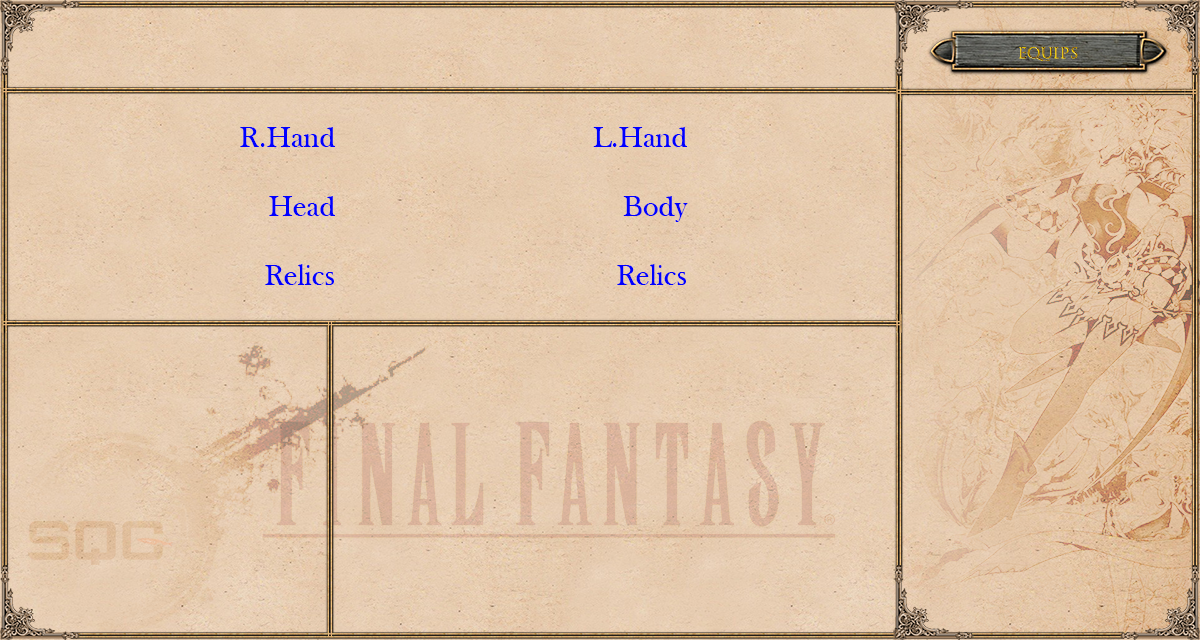 EQUIPS
R.Hand L.Hand
Head Body
Relics Relics
FINAL FANTASY
SQG